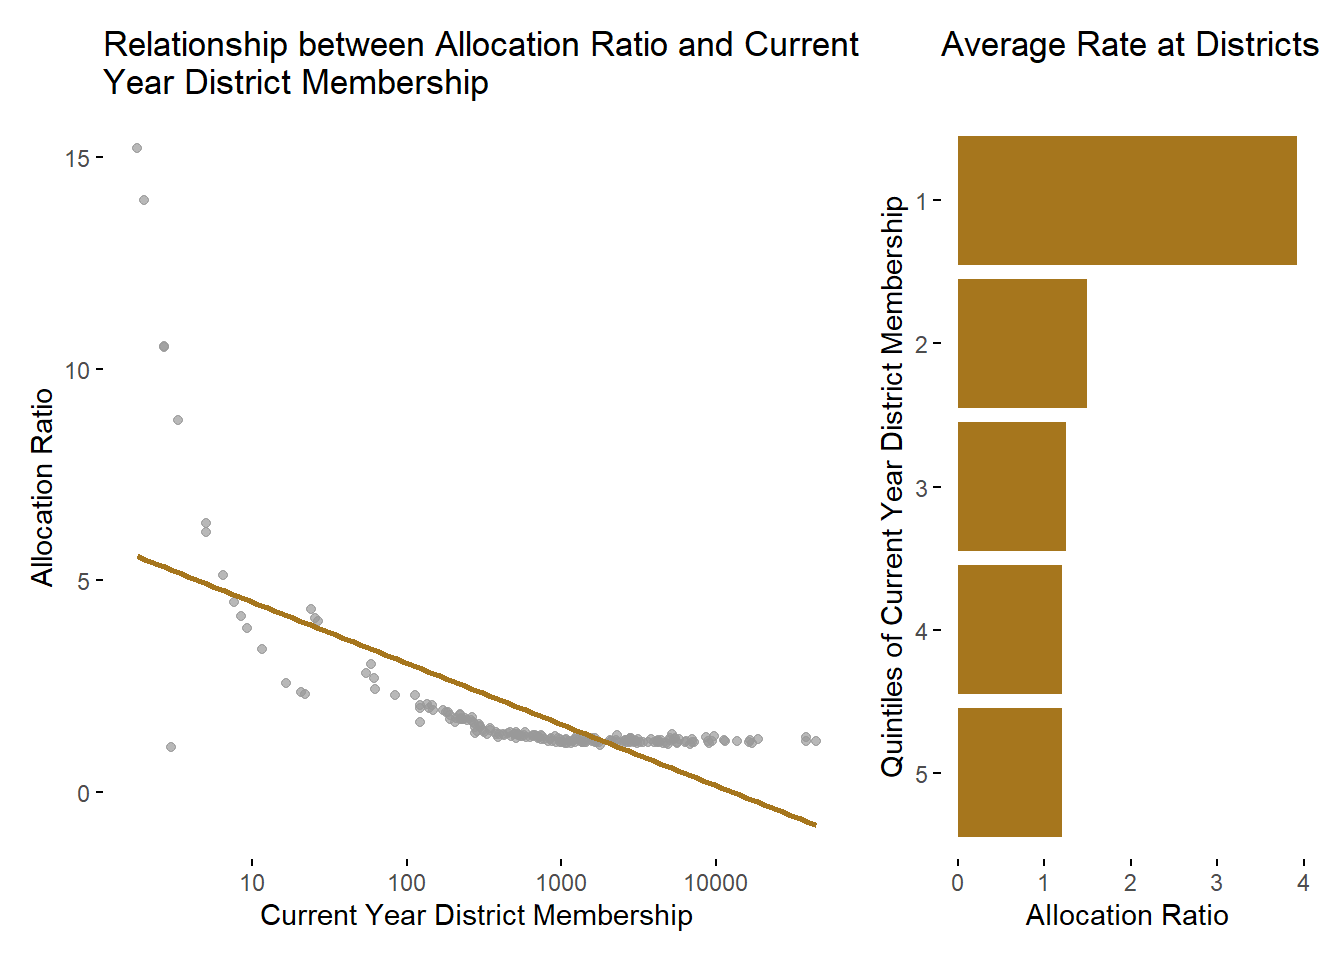 Relationship between Allocation Ratio and Current
Year District Membership
Allocation Ratio
15
10
5
0
10 100 1000 10000
Current Year District Membership
Average Rate at Districts
Quintiles of Current Year District Membership
1
2
3
4
5
0 1 2 3 4
Allocation Ratio